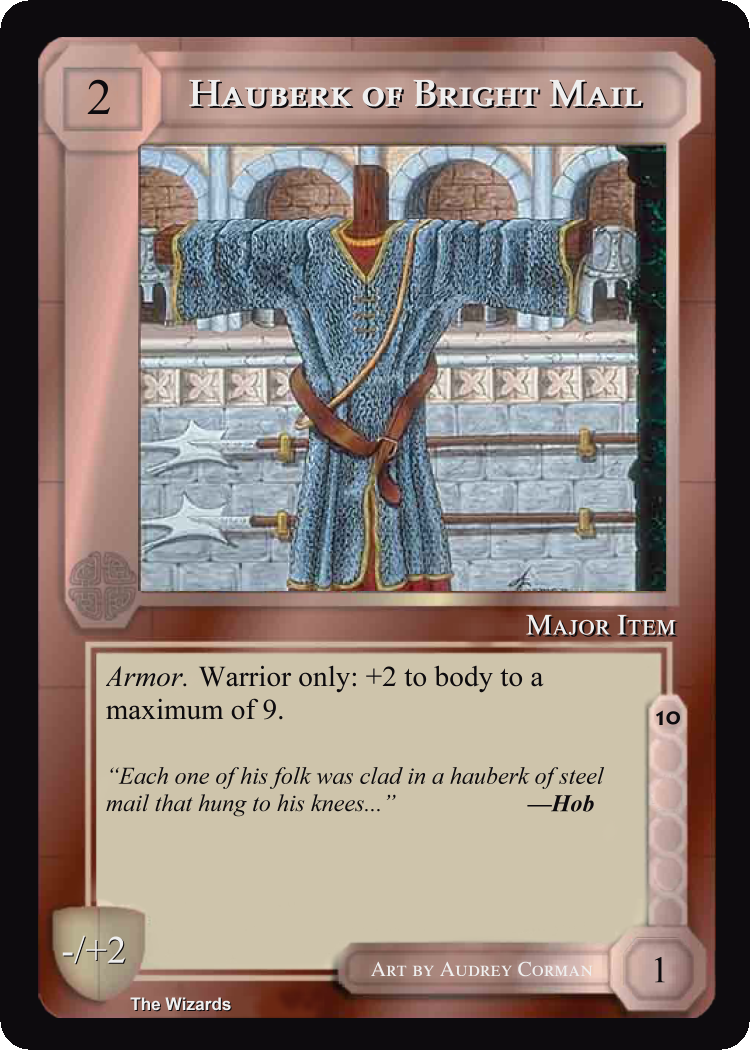 2
Hauberk of Bright Mail
Major Item
Armor. Warrior only: +2 to body to a
maximum of 9.
10
“Each one of his folk was clad in a hauberk of steel
mail that hung to his knees...” —Hob
-/+2
Art by Audrey Corman
1
The Wizards